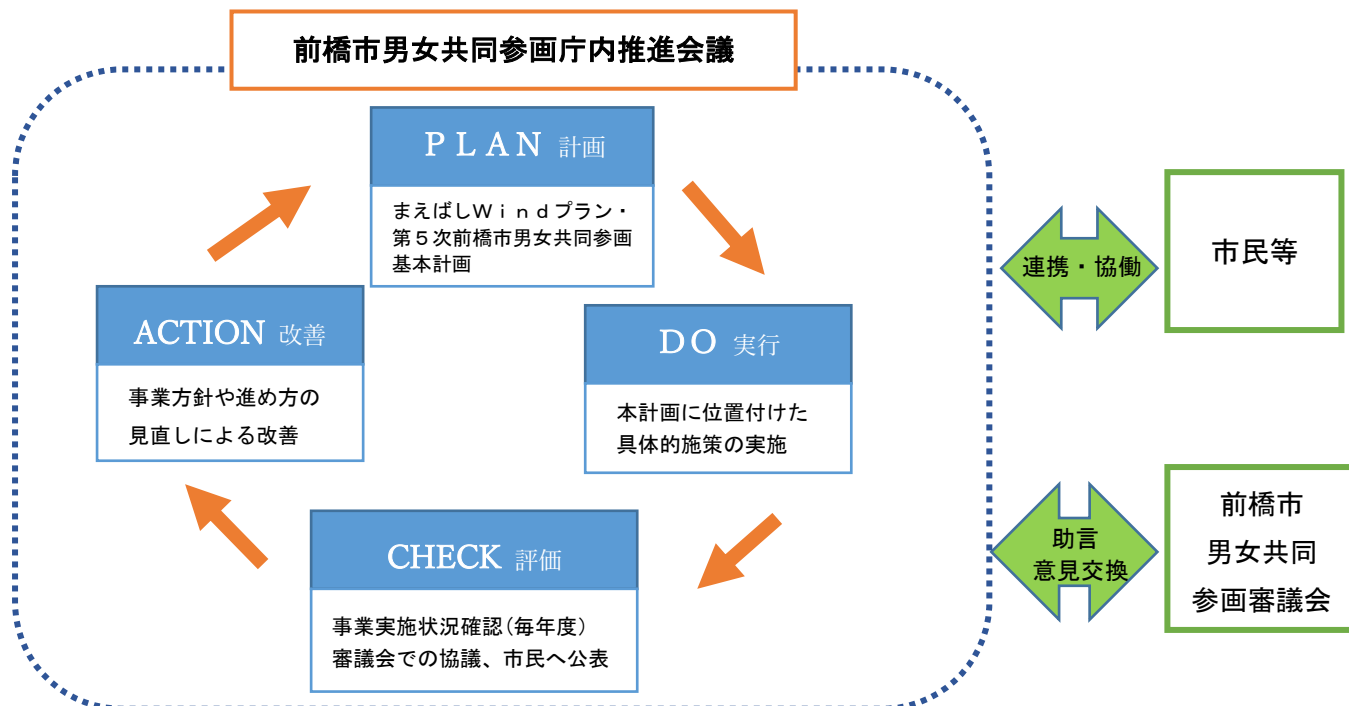 前橋市男女共同参画庁内推進会議
ＰＬＡＮ 計画
まえばしＷｉｎｄプラン・
第５次前橋市男女共同参画
基本計画
ACTION 改善
事業方針や進め方の
見直しによる改善
ＤＯ 実行
本計画に位置付けた
具体的施策の実施
CHECK 評価
事業実施状況確認(毎年度)
審議会での協議、市民へ公表
連携・協働
市民等
助言
意見交換
前橋市
男女共同
参画審議会